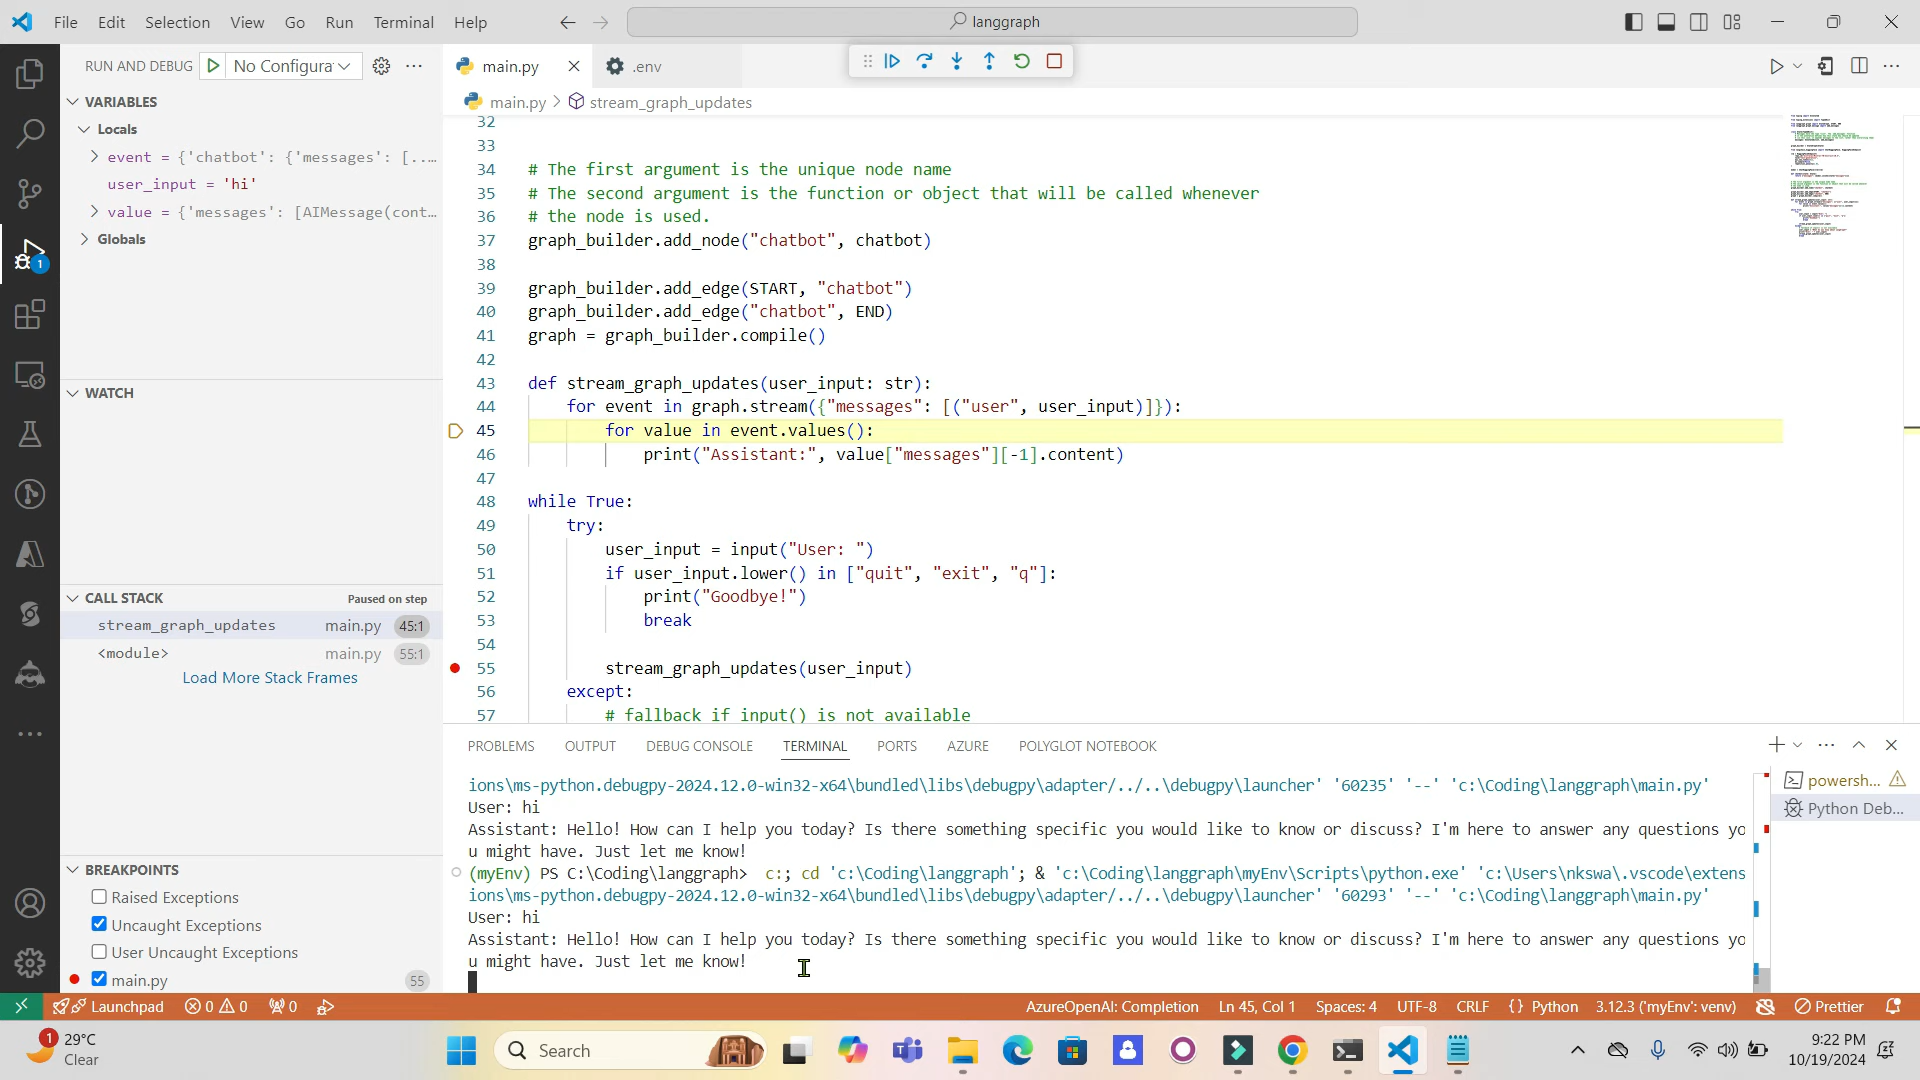 File Edit Selection View Go Run Terminal Help
langgraph
RUN AND DEBUG
No Configura
main.py
.env
main.py > stream_graph_updates
VARIABLES
Locals
event = {'chatbot': {'messages': [...
user_input = 'hi'
value = {'messages': [AIMessage(cont...
Globals
WATCH
CALL STACK
Paused on step
stream_graph_updates main.py 45:1
<module> main.py 55:1
Load More Stack Frames
BREAKPOINTS
Raised Exceptions
Uncaught Exceptions
User Uncaught Exceptions
main.py 55
32
33
34 # The first argument is the unique node name
35 # The second argument is the function or object that will be called whenever
36 # the node is used.
37 graph_builder.add_node("chatbot", chatbot)
38
39 graph_builder.add_edge(START, "chatbot")
40 graph_builder.add_edge("chatbot", END)
41 graph = graph_builder.compile()
42
43 def stream_graph_updates(user_input: str):
44 for event in graph.stream({"messages": [("user", user_input)]}):
45 for value in event.values():
46 print("Assistant:", value["messages"][-1].content)
47
48 while True:
49 try:
50 user_input = input("User: ")
51 if user_input.lower() in ["quit", "exit", "q"]:
52 print("Goodbye!")
53 break
54
55 stream_graph_updates(user_input)
56 except:
57 # fallback if input() is not available
PROBLEMS OUTPUT DEBUG CONSOLE TERMINAL PORTS AZURE POLYGLOT NOTEBOOK
ions\ms-python.debugpy-2024.12.0-win32-x64\bundled\libs\debugpy\adapter/../..\debugpy\launcher' '60235' '--' 'c:\Coding\langgraph\main.py'
User: hi
Assistant: Hello! How can I help you today? Is there something specific you would like to know or discuss? I'm here to answer any questions yo
u might have. Just let me know!
(myEnv) PS C:\Coding\langgraph> c:; cd 'c:\Coding\langgraph'; & 'c:\Coding\langgraph\myEnv\Scripts\python.exe' 'c:\Users\nkswa\.vscode\extens
ions\ms-python.debugpy-2024.12.0-win32-x64\bundled\libs\debugpy\adapter/../..\debugpy\launcher' '60293' '--' 'c:\Coding\langgraph\main.py'
User: hi
Assistant: Hello! How can I help you today? Is there something specific you would like to know or discuss? I'm here to answer any questions yo
u might have. Just let me know!
powersh...
Python Deb...
Launchpad 0 0 0
AzureOpenAI: Completion Ln 45, Col 1 Spaces: 4 UTF-8 CRLF {} Python 3.12.3 ('myEnv': venv) Prettier
1
29°C
Clear
Search
9:22 PM
10/19/2024